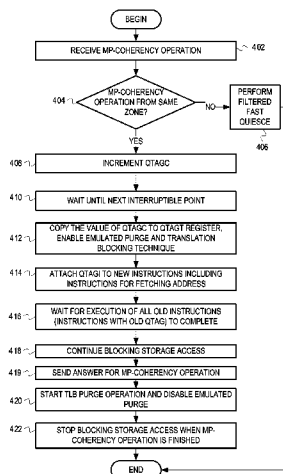 BEGIN
RECEIVE MP-COHERENCY OPERATION
402
MP-COHERENCY
OPERATION FROM SAME
ZONE?
404
NO
PERFORM
FILTERED
FAST
QUIESCE
406
YES
408
INCREMENT QTAGC
410
WAIT UNTIL NEXT INTERRUPTIBLE POINT
412
COPY THE VALUE OF QTAGC TO QTAGT REGISTER,
ENABLE EMULATED PURGE AND TRANSLATION
BLOCKING TECHNIQUE
414
ATTACH QTAGI TO NEW INSTRUCTIONS INCLUDING
INSTRUCTIONS FOR FETCHING ADDRESS
416
WAIT FOR EXECUTION OF ALL OLD INSTRUCTIONS
(INSTRUCTIONS WITH OLD QTAG) TO COMPLETE
418
CONTINUE BLOCKING STORAGE ACCESS
419
SEND ANSWER FOR MP-COHERENCY OPERATION
420
START TLB PURGE OPERATION AND DISABLE EMULATED
PURGE
422
STOP BLOCKING STORAGE ACCESS WHEN MP-
COHERENCY OPERATION IS FINISHED
END